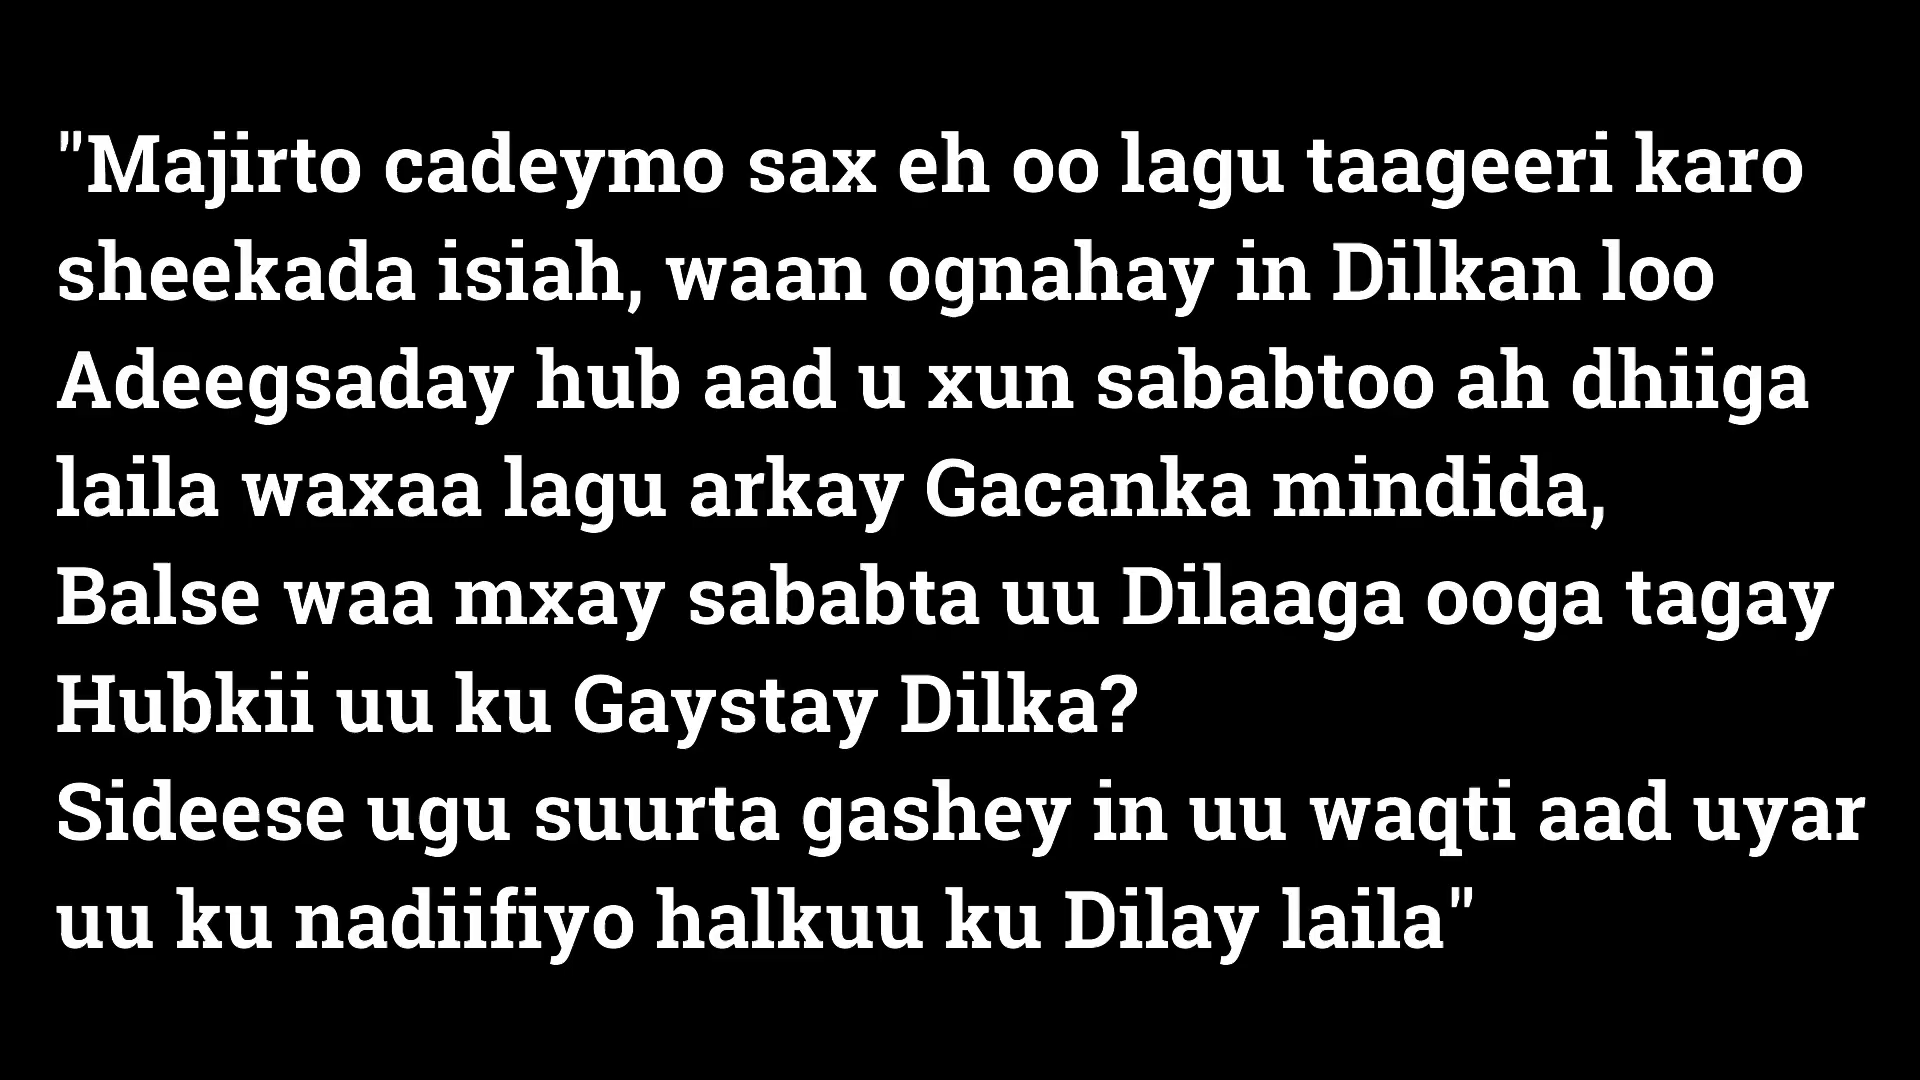 "Majirto cadeymo sax eh oo lagu taageeri karo
sheekada isiah, waan ognahay in Dilkan loo
Adeegsaday hub aad u xun sababtoo ah dhiiga
laila waxaa lagu arkay Gacanka mindida,
Balse waa mxay sababta uu Dilaaga ooga tagay
Hubkii uu ku Gaystay Dilka?
Sideese ugu suurta gashey in uu waqti aad uyar
uu ku nadiifiyo halkuu ku Dilay laila"